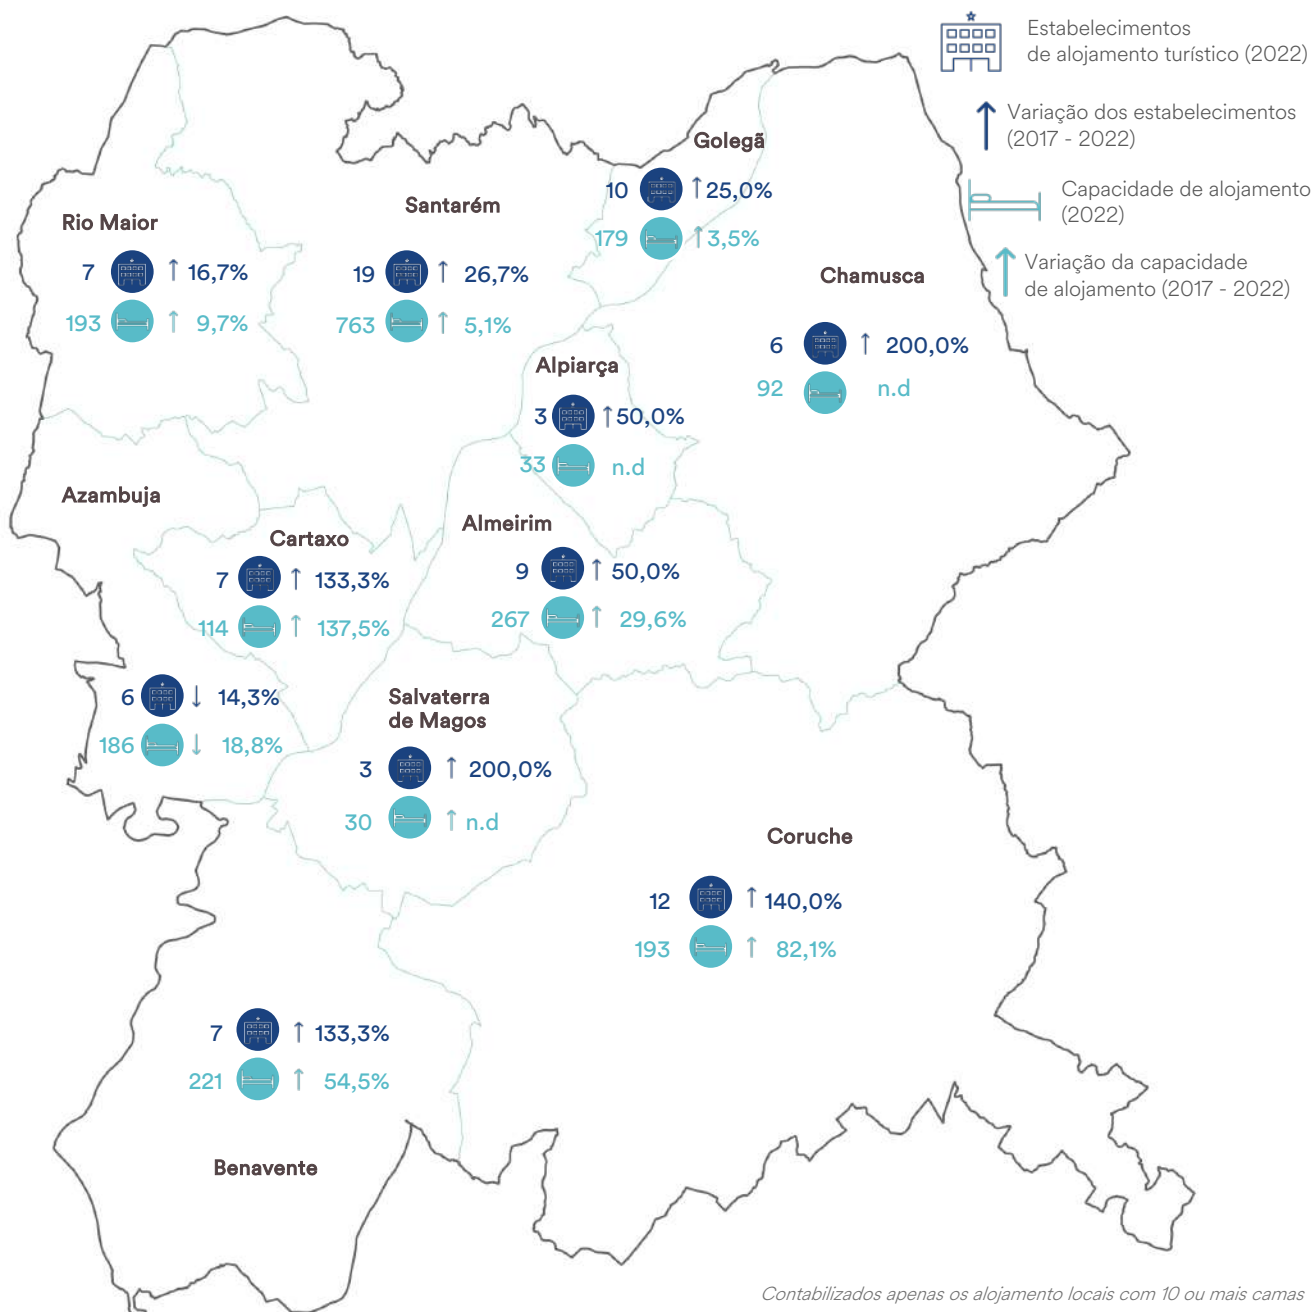 Estabelecimentos
de alojamento turístico (2022)
Variação dos estabelecimentos
(2017 - 2022)
Capacidade de alojamento
(2022)
Variação da capacidade
de alojamento (2017 - 2022)
Golegã
10 ↑ 25,0%
179 ↑ 3,5%
Rio Maior
7 ↑ 16,7%
193 ↑ 9,7%
Santarém
19 ↑ 26,7%
763 ↑ 5,1%
Chamusca
6 ↑ 200,0%
92 n.d
Alpiarça
3 ↑ 50,0%
33 n.d
Azambuja
6 ↓ 14,3%
186 ↓ 18,8%
Cartaxo
7 ↑ 133,3%
114 ↑ 137,5%
Almeirim
9 ↑ 50,0%
267 ↑ 29,6%
Salvaterra
de Magos
3 ↑ 200,0%
30 ↑ n.d
Coruche
12 ↑ 140,0%
193 ↑ 82,1%
7 ↑ 133,3%
221 ↑ 54,5%
Benavente
Contabilizados apenas os alojamento locais com 10 ou mais camas